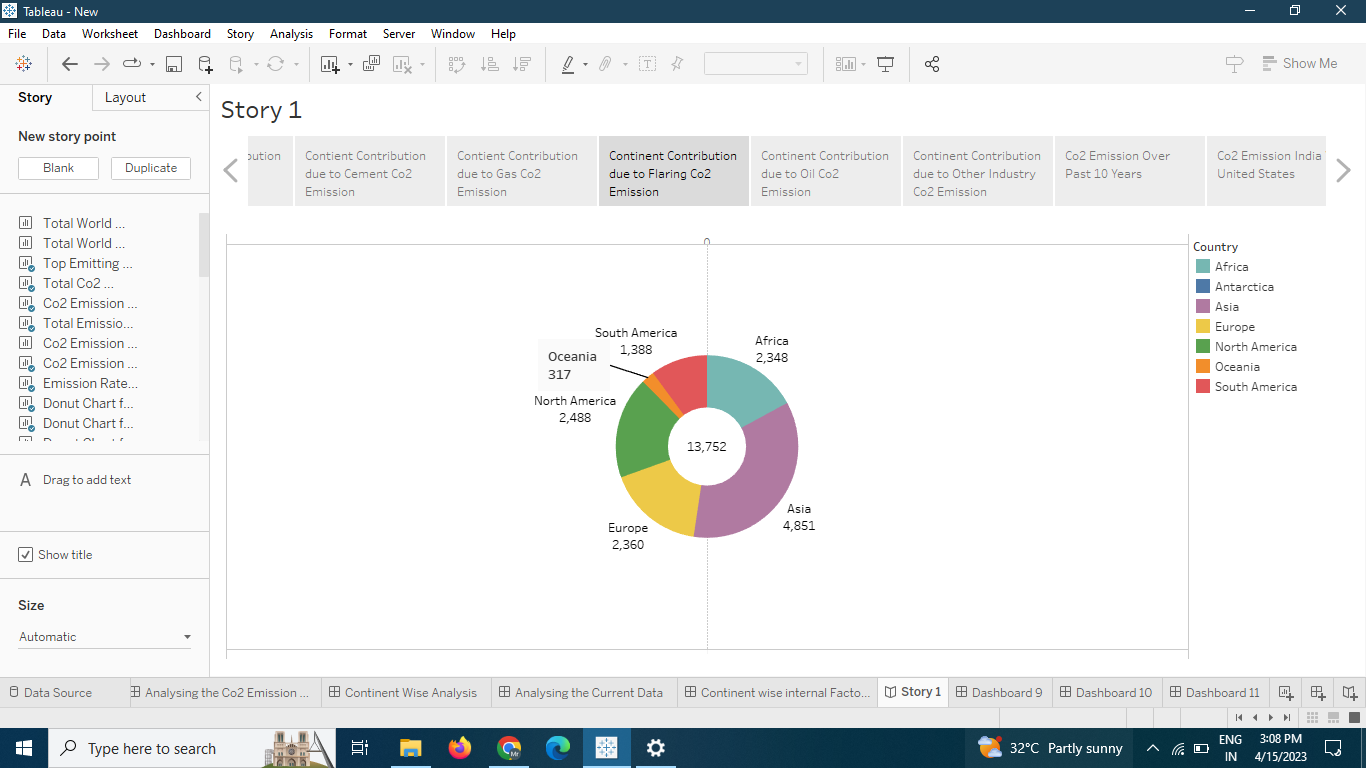 Tableau - New
File Data Worksheet Dashboard Story Analysis Format Server Window Help
Show Me
Story
Layout
New story point
Blank
Duplicate
Total World ...
Total World ...
Top Emitting ...
Total Co2 ...
Co2 Emission ...
Total Emissio...
Co2 Emission ...
Co2 Emission ...
Emission Rate...
Donut Chart f...
Donut Chart f...
Donut Chart f...
A Drag to add text
Show title
Size
Automatic
Story 1
bution
Contient Contribution
due to Cement Co2
Emission
Contient Contribution
due to Gas Co2
Emission
Continent Contribution
due to Flaring Co2
Emission
Continent Contribution
due to Oil Co2
Emission
Continent Contribution
due to Other Industry
Co2 Emission
Co2 Emission Over
Past 10 Years
Co2 Emission India
United States
South America
1,388
Oceania
317
North America
2,488
Africa
2,348
13,752
Asia
4,851
Europe
2,360
Country
Africa
Antarctica
Asia
Europe
North America
Oceania
South America
Data Source
Analysing the Co2 Emission ...
Continent Wise Analysis
Analysing the Current Data
Continent wise internal Facto...
Story 1
Dashboard 9
Dashboard 10
Dashboard 11
Type here to search
32°C Partly sunny
ENG
IN
3:08 PM
4/15/2023